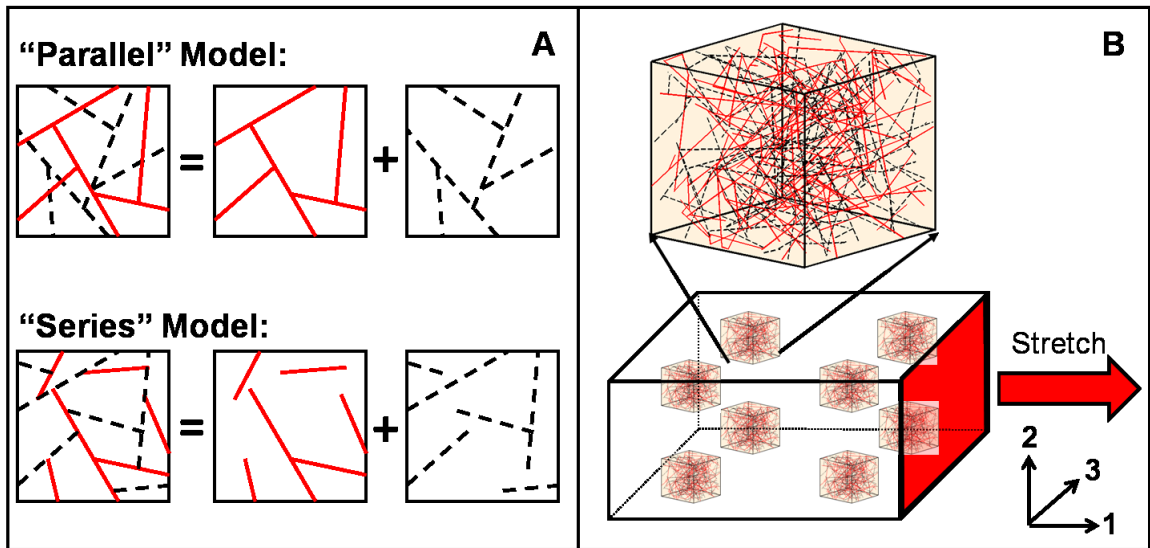 "Parallel" Model:
A
=
+
"Series" Model:
=
+
B
Stretch
2
3
1